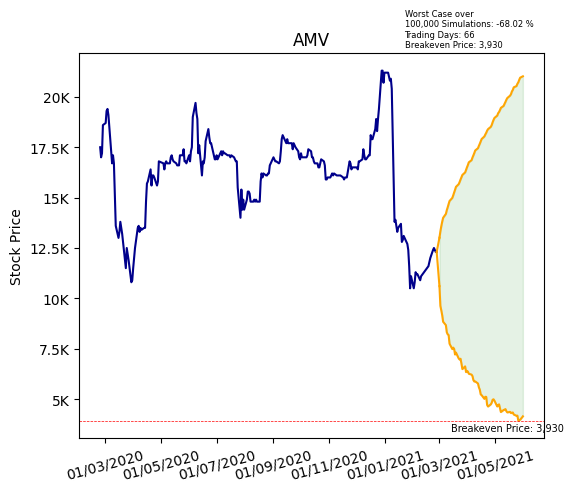 Worst Case over
100,000 Simulations: -68.02 %
Trading Days: 66
Breakeven Price: 3,930
AMV
Stock Price
20K
17.5K
15K
12.5K
10K
7.5K
5K
Breakeven Price: 3,930
01/03/2020
01/05/2020
01/07/2020
01/09/2020
01/11/2020
01/01/2021
01/03/2021
01/05/2021